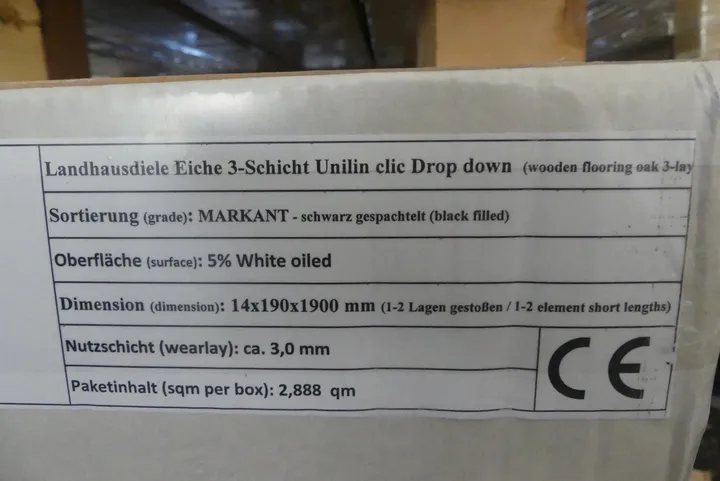 Landhausdiele Eiche 3-Schicht Unilin clic Drop down (wooden flooring oak 3-lay
Sortierung (grade): MARKANT - schwarz gespachtelt (black filled)
Oberfläche (surface): 5% White oiled
Dimension (dimension): 14x190x1900 mm (1-2 Lagen gestoßen / 1-2 element short lengths)
Nutzschicht (wearlay): ca. 3,0 mm
Paketinhalt (sqm per box): 2,888 qm
CE